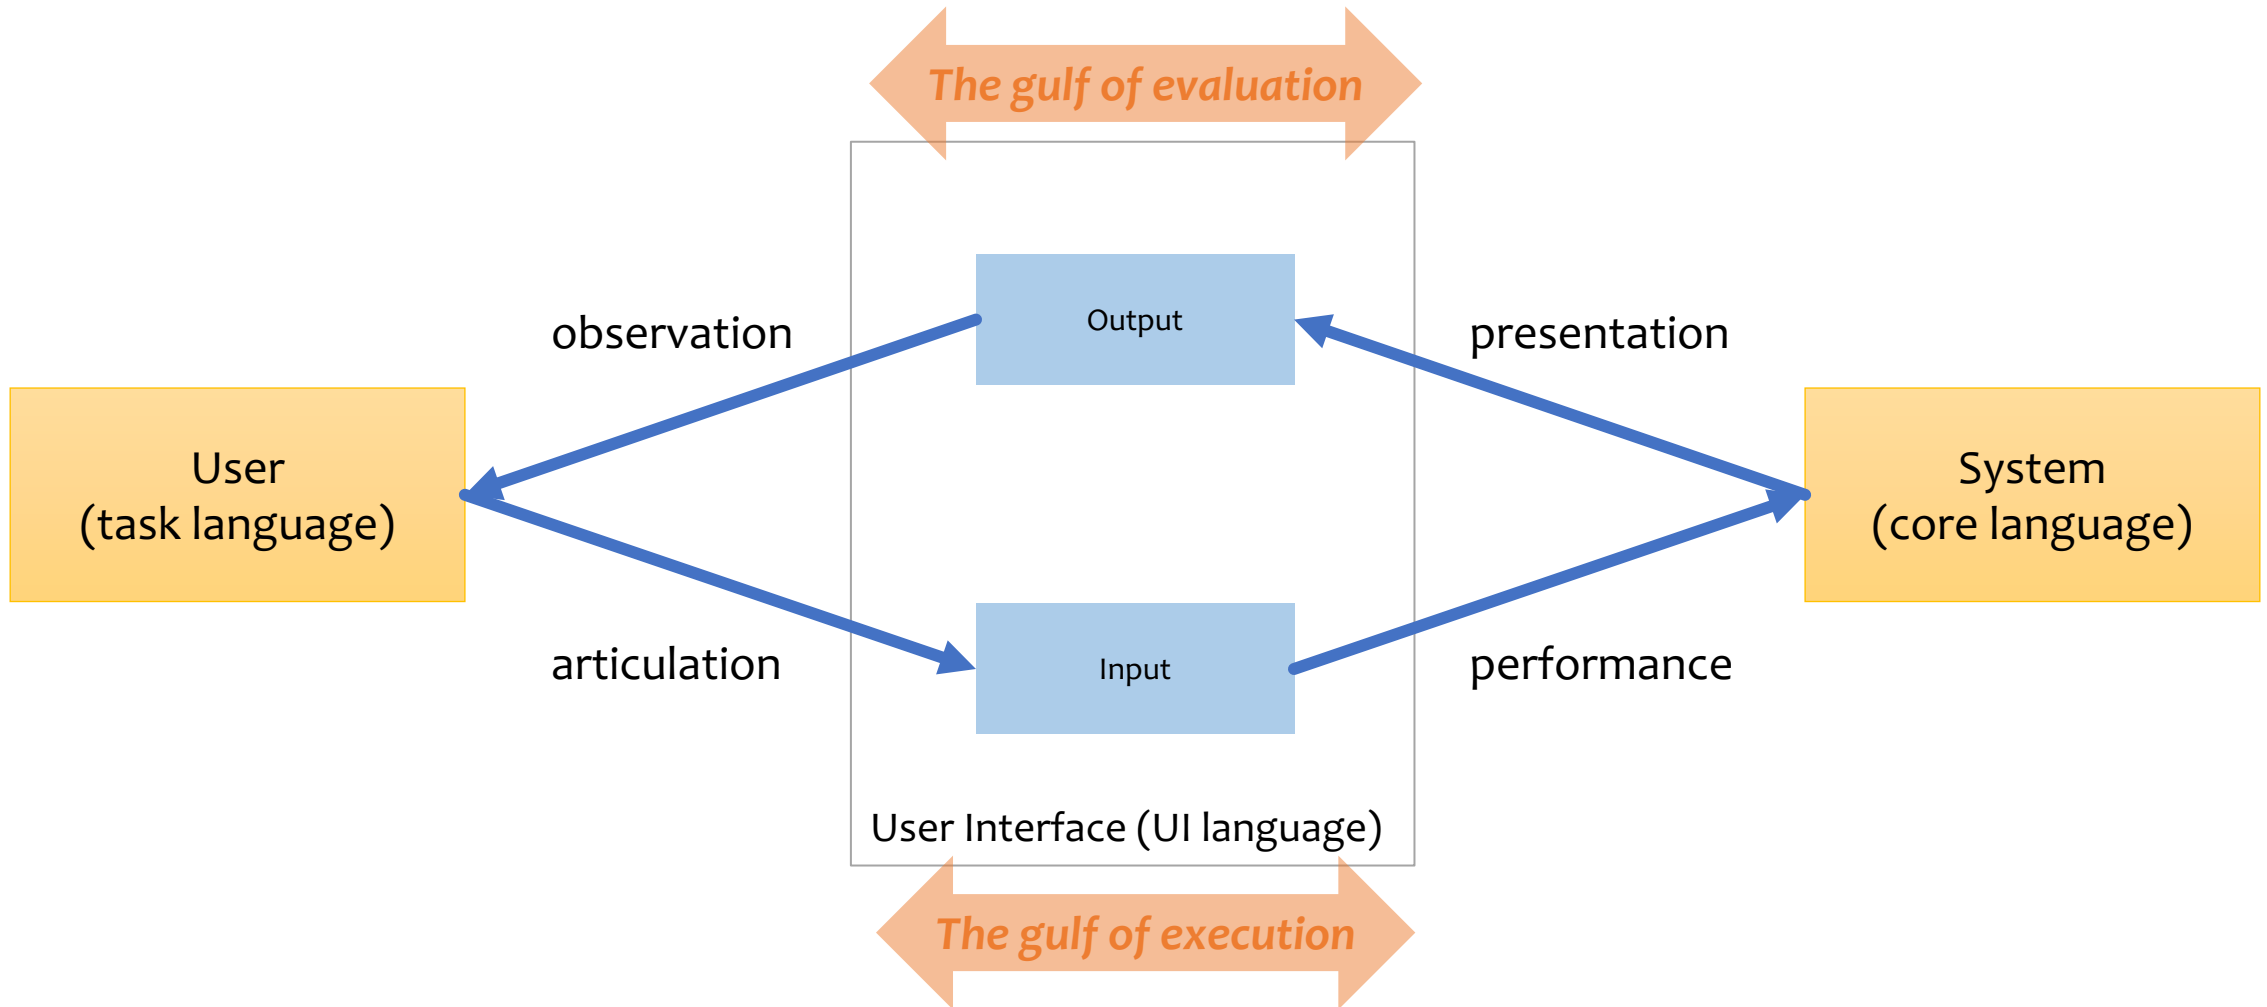 The gulf of evaluation
observation
Output
presentation
User
(task language)
System
(core language)
articulation
Input
performance
User Interface (UI language)
The gulf of execution